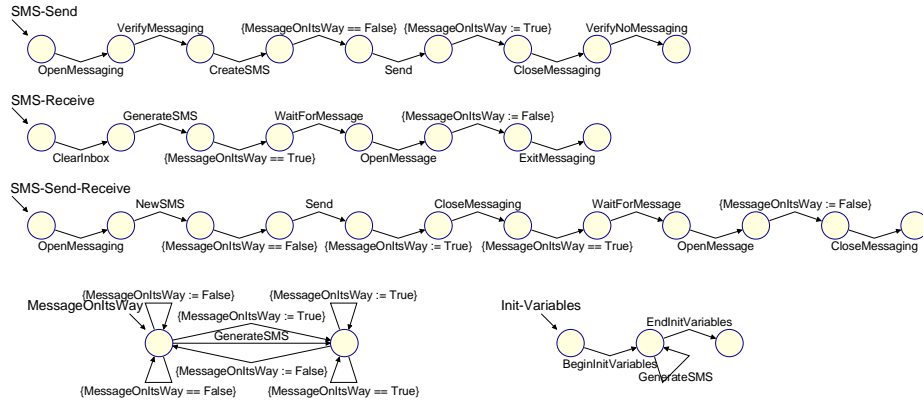 SMS-Send
VerifyMessaging
{MessageOnItsWay == False}
{MessageOnItsWay := True}
VerifyNoMessaging
OpenMessaging
CreateSMS
Send
CloseMessaging
SMS-Receive
GenerateSMS
WaitForMessage
{MessageOnItsWay := False}
ClearInbox
{MessageOnItsWay == True}
OpenMessage
ExitMessaging
SMS-Send-Receive
NewSMS
Send
CloseMessaging
WaitForMessage
{MessageOnItsWay := False}
OpenMessaging
{MessageOnItsWay == False}
{MessageOnItsWay := True}
{MessageOnItsWay == True}
OpenMessage
CloseMessaging
{MessageOnItsWay := False}
{MessageOnItsWay := True}
MessageOnItsWay
{MessageOnItsWay := True}
GenerateSMS
{MessageOnItsWay := False}
{MessageOnItsWay == False}
{MessageOnItsWay == True}
Init-Variables
EndInitVariables
BeginInitVariables
GenerateSMS